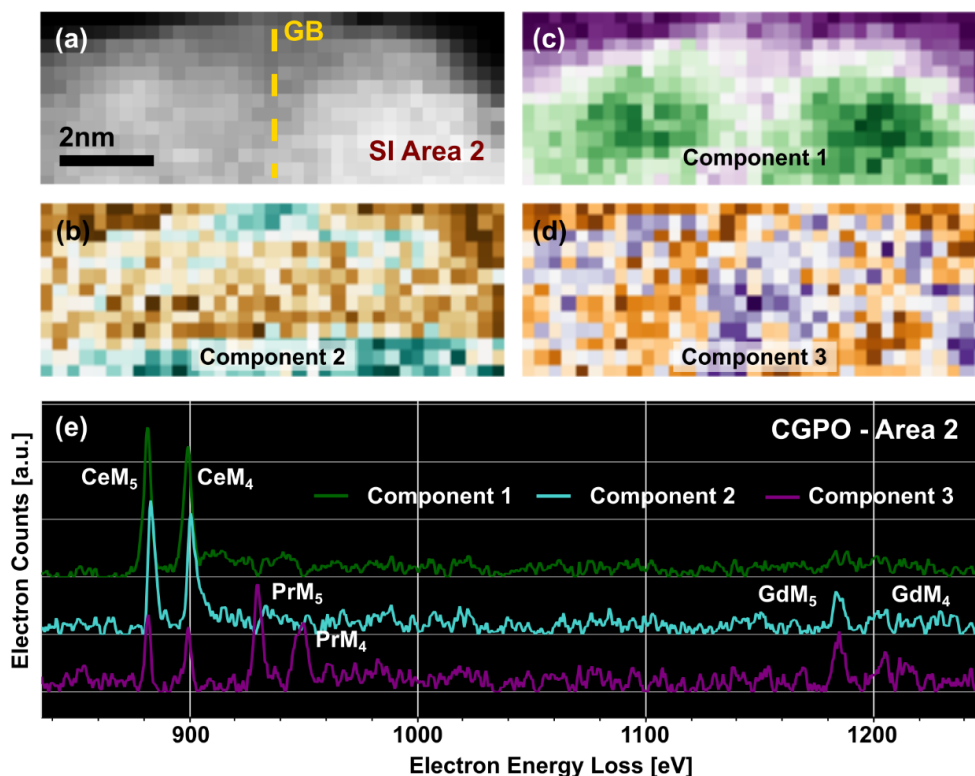 (a)
GB
2nm
SI Area 2
(c)
Component 1
(b)
Component 2
(d)
Component 3
(e)
CGPO - Area 2
CeM5
CeM4
Component 1
Component 2
Component 3
PrM5
PrM4
GdM5
GdM4
Electron Counts [a.u.]
900
1000
1100
1200
Electron Energy Loss [eV]